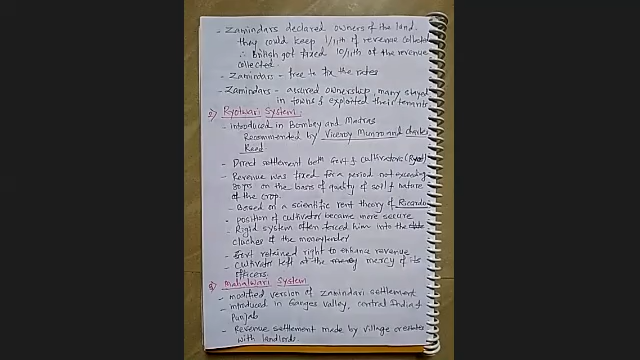 - Zamindars declared owners of the land.
they could keep 1/11th of revenue collected
∴ British got fixed 10/11th of the revenue
collected.
- Zamindars - free to fix the rates
- Zamindars - assured ownership, many stayed
in towns & exploited their tenants
2) Ryotwari System:
- introduced in Bombay and Madras
Recommended by Viceroy Munro and Charles
Reed
- Direct settlement betn Govt & cultivators (Ryot)
- Revenue was fixed for a period not exceeding
30yrs on the basis of quality of soil & nature
of the crop.
- Based on a scientific rent theory of Ricardo
- position of cultivator became more secure
- Rigid system often forced him into the
cluches of the moneylender
- Govt retained right to enhance revenue
- cultivator left at the mercy of its
officers.
3) Mahalwari System
- modified version of Zamindari settlement
- introduced in Ganges valley, central India &
Punjab
- Revenue settlement made by village or
with landlords